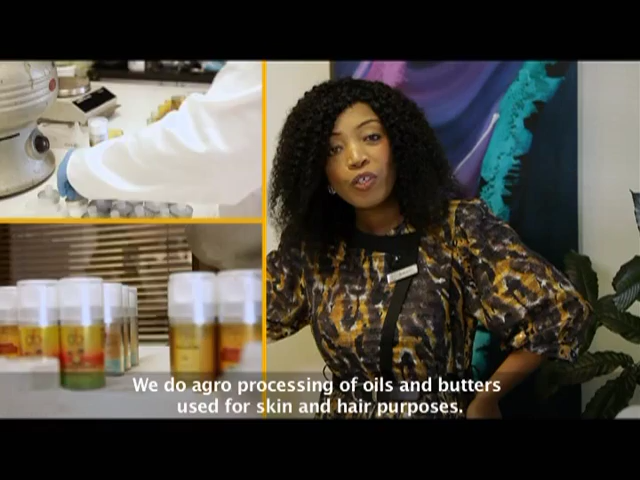 We do agro processing of oils and butters
used for skin and hair purposes.